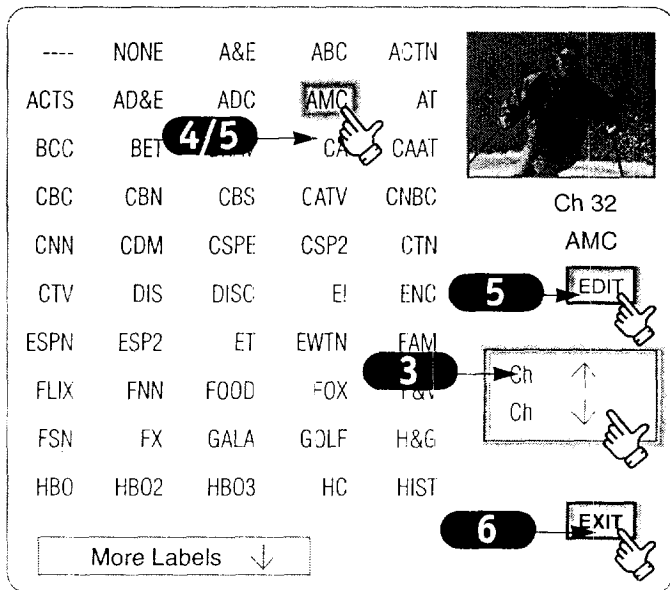 ---- NONE A&E ABC ACTN
ACTS AD&E ADC AMC AT
4/5
BCC BET CA CAAT
CBC CBN CBS CATV CNBC
Ch 32
CNN CDM CSPE CSP2 CTN
AMC
CTV DIS DISC E! ENC
5 EDIT
ESPN ESP2 ET EWTN FAM
3 Ch ↑
FLIX FNN FOOD FOX
Ch ↓
FSN FX GALA GOLF H&G
HBO HBO2 HBO3 HC HIST
6 EXIT
More Labels ↓